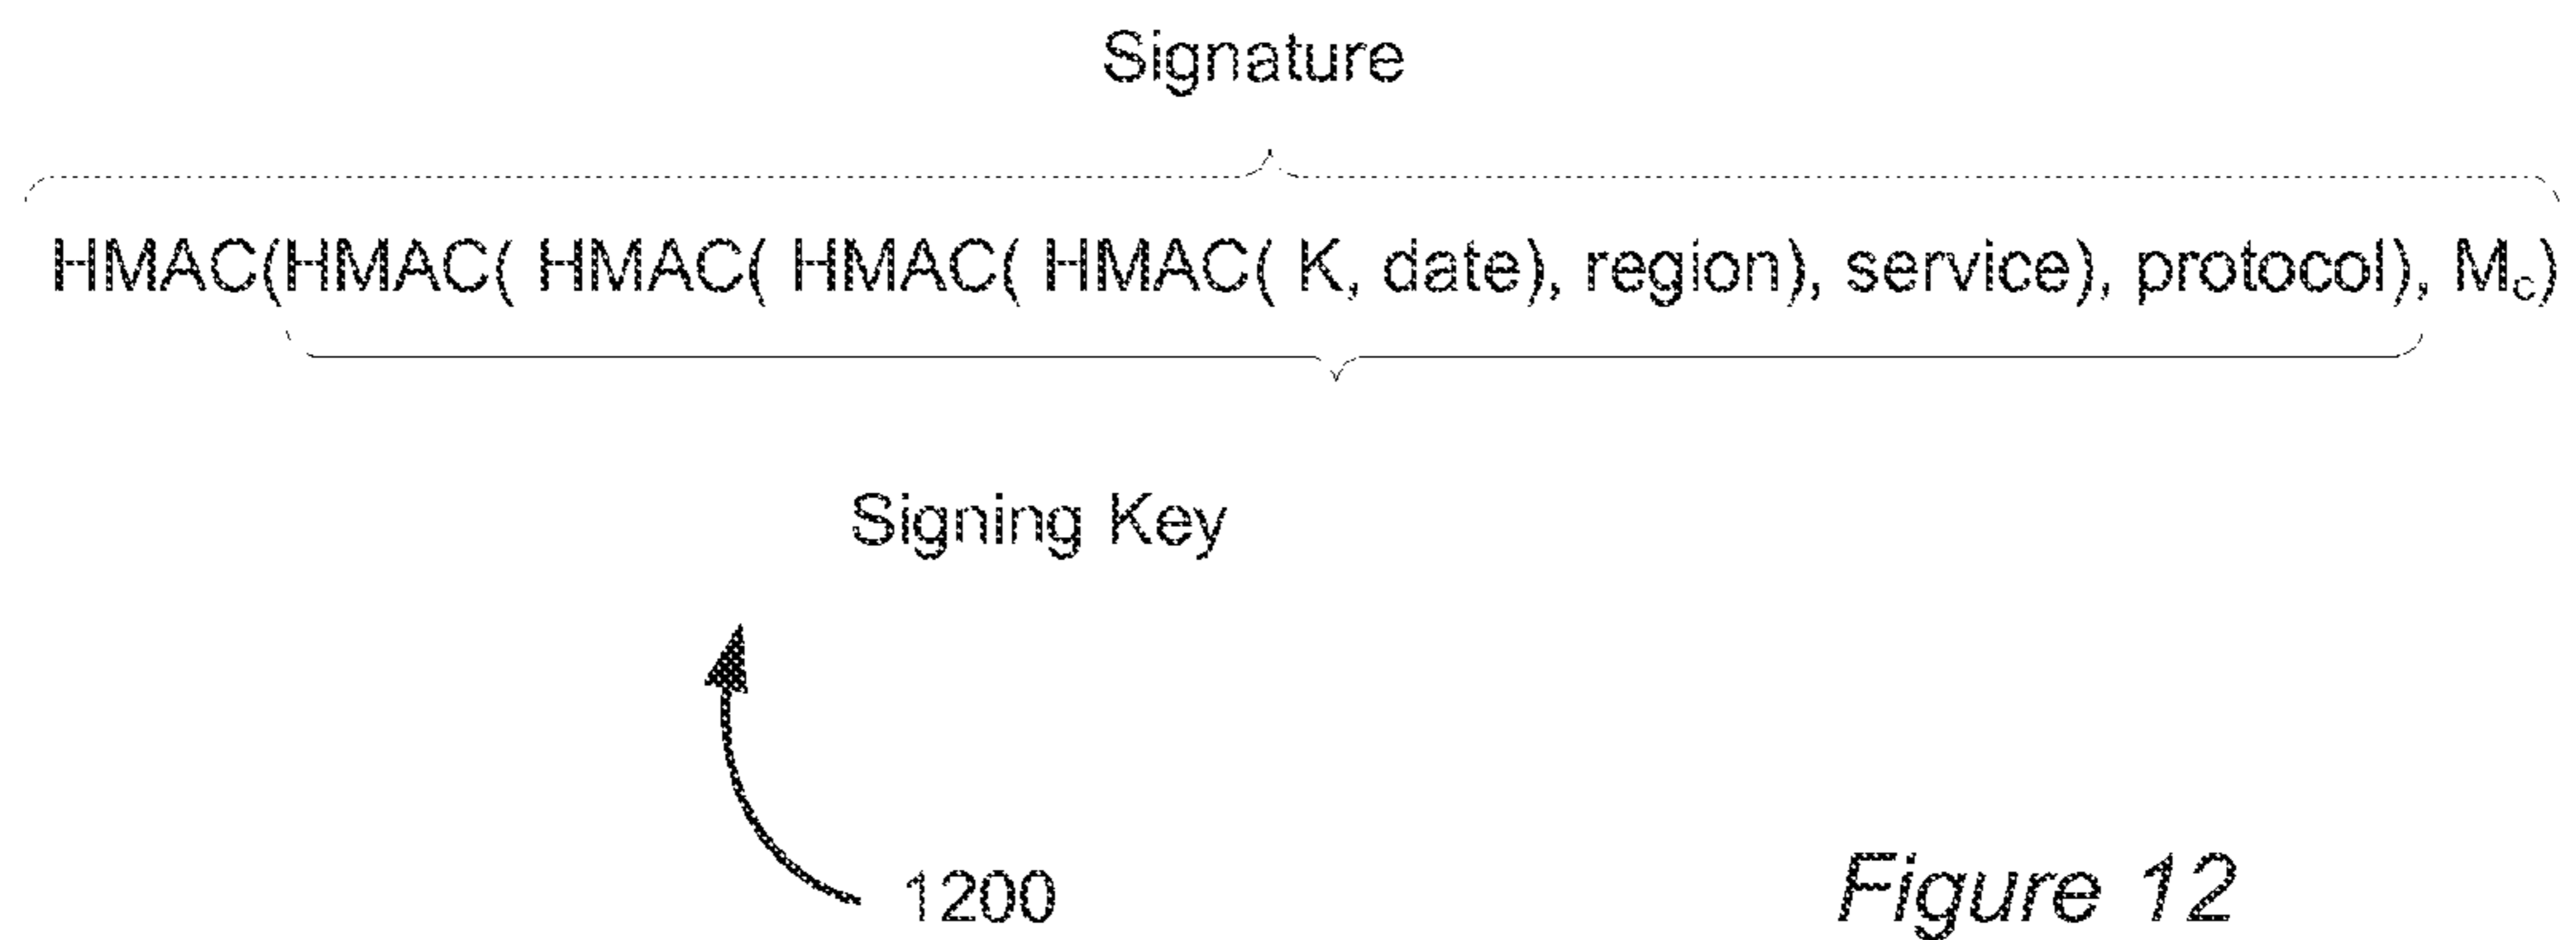 Signature
HMAC(HMAC( HMAC( HMAC( HMAC( K, date), region), service), protocol), Mc)
Signing Key
1200
Figure 12